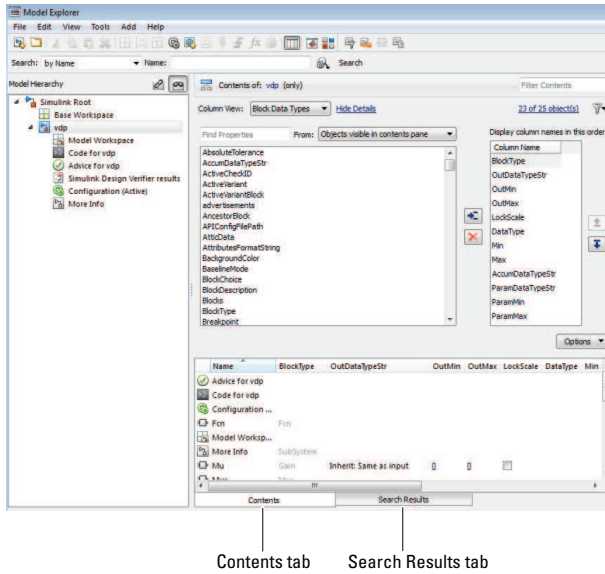 Model Explorer
File Edit View Tools Add Help
Search: by Name Name: Search
Model Hierarchy
Simulink Root
Base Workspace
vdp
Model Workspace
Code for vdp
Advice for vdp
Simulink Design Verifier results
Configuration (Active)
More Info
Contents of: vdp (only)
Filter Contents
Column View: Block Data Types Hide Details
23 of 25 object(s)
Find Properties From: Objects visible in contents pane
AbsoluteTolerance
AccumDataTypeStr
ActiveCheckID
ActiveVariant
ActiveVariantBlock
advertisements
AncestorBlock
APIConfigFilePath
AtticData
AttributesFormatString
BackgroundColor
BaselineMode
BlockChoice
BlockDescription
Blocks
BlockType
Breakpoint
Display column names in this order
Column Name
BlockType
OutDataTypeStr
OutMin
OutMax
LockScale
DataType
Min
Max
AccumDataTypeStr
ParamDataTypeStr
ParamMin
ParamMax
Options
Name BlockType OutDataTypeStr OutMin OutMax LockScale DataType Min
Advice for vdp
Code for vdp
Configuration ...
Fcn Fcn
Model Worksp...
More Info SubSystem
Mu Gain Inherit: Same as input [] []
Contents Search Results
Contents tab Search Results tab